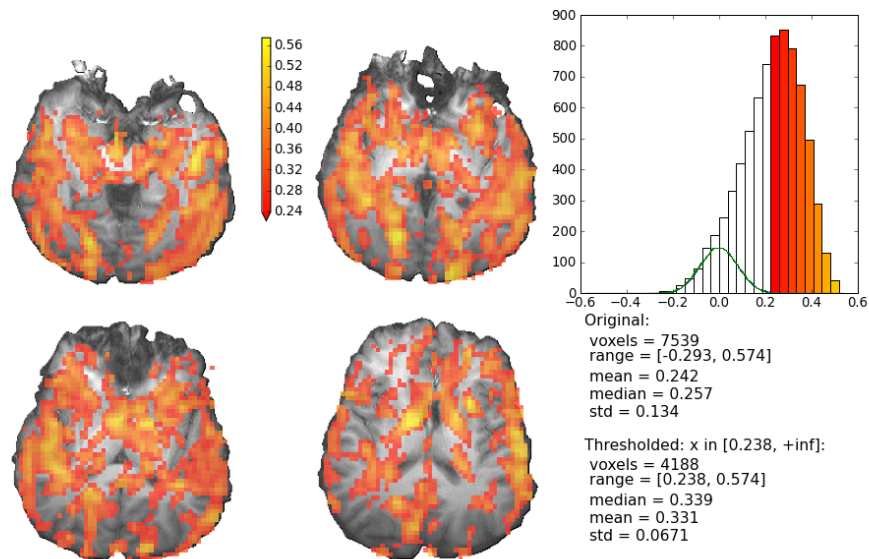 0.56
0.52
0.48
0.44
0.40
0.36
0.32
0.28
0.24
900
800
700
600
500
400
300
200
100
0
−0.6 −0.4 −0.2 0.0 0.2 0.4 0.6
Original:
voxels = 7539
range = [-0.293, 0.574]
mean = 0.242
median = 0.257
std = 0.134
Thresholded: x in [0.238, +inf]:
voxels = 4188
range = [0.238, 0.574]
median = 0.339
mean = 0.331
std = 0.0671